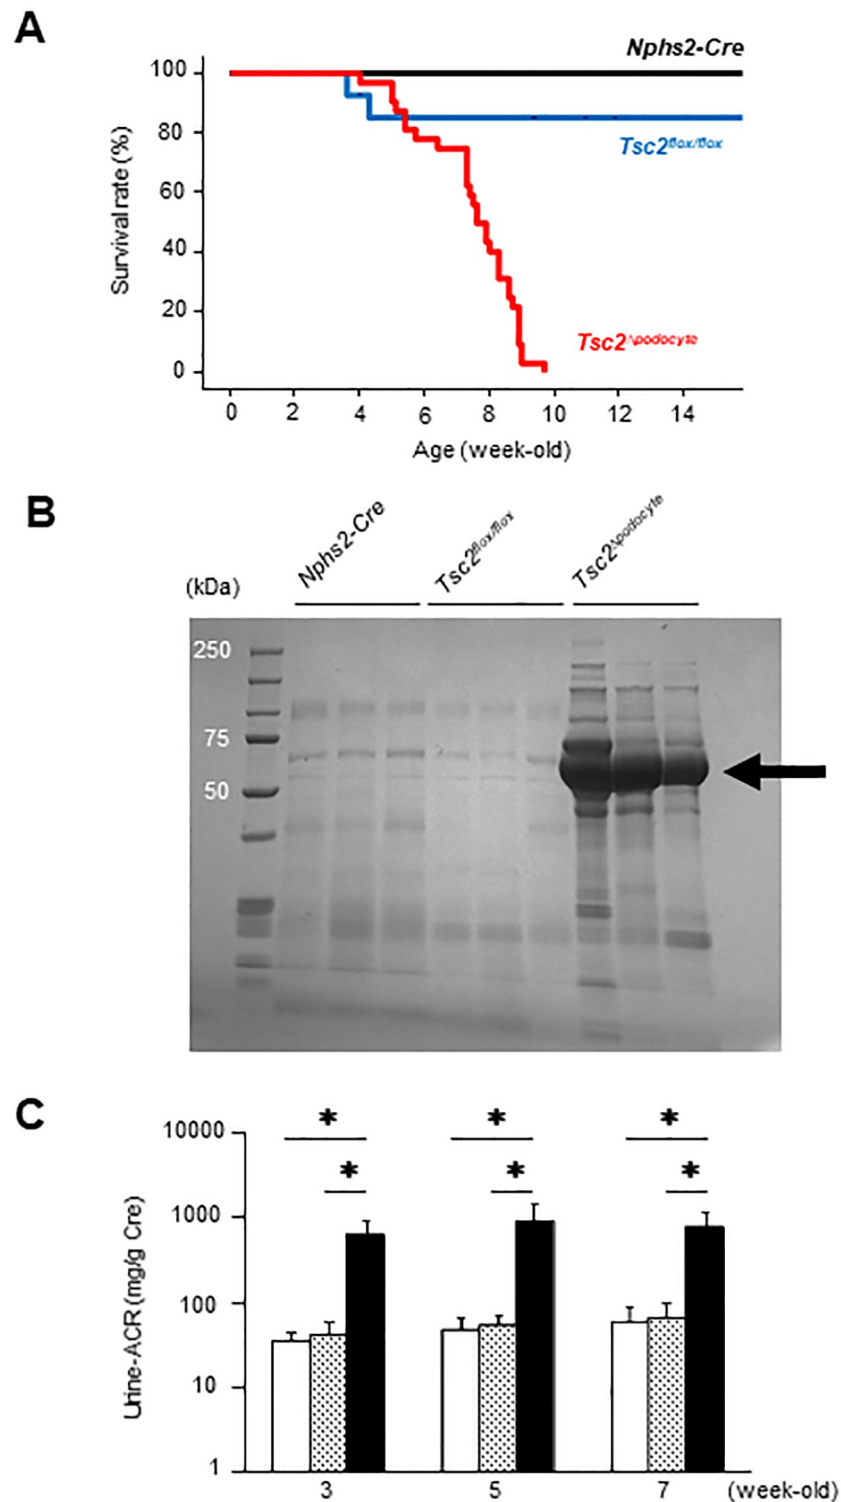 A
Nphs2-Cre
100
80
60
40
20
0
Survival rate (%)
Tsc2flox/flox
Tsc2Δpodocyte
0 2 4 6 8 10 12 14
Age (week-old)
B
(kDa)
Nphs2-Cre
Tsc2flox/flox
Tsc2Δpodocyte
250
75
50
C
Urine-ACR (mg/g Cre)
10000
1000
100
10
1
* * *
* * *
3 5 7 (week-old)